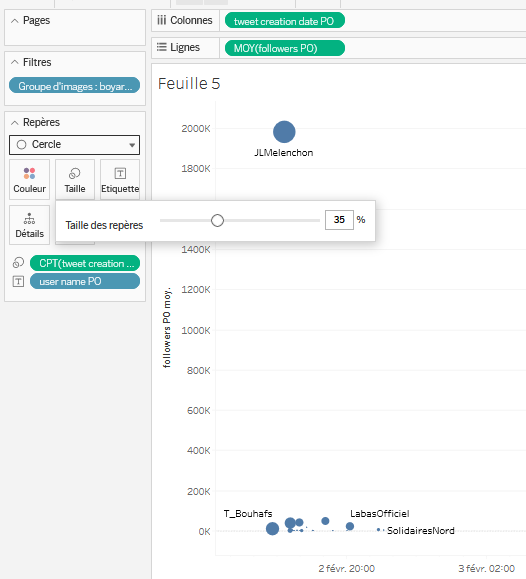 Pages
Filtres
Groupe d'images : boyar...
Repères
Cercle
Couleur
Taille
Etiquette
Détails
Taille des repères
35 %
CPT(tweet creation ...
user name PO
Colonnes
tweet creation date PO
Lignes
MOY(followers PO)
Feuille 5
followers PO moy.
2000K
1800K
1400K
1200K
1000K
800K
600K
400K
200K
0K
JLMelenchon
T_Bouhafs
LabasOfficiel
SolidairesNord
2 févr. 20:00
3 févr. 02:00